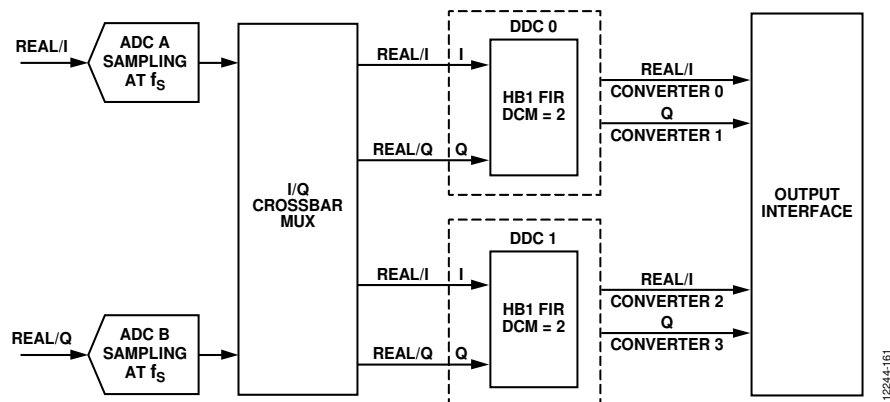 REAL/I
ADC A
SAMPLING
AT fS
I/Q
CROSSBAR
MUX
REAL/I I
REAL/Q Q
DDC 0
HB1 FIR
DCM = 2
REAL/I
CONVERTER 0
Q
CONVERTER 1
OUTPUT
INTERFACE
REAL/Q
ADC B
SAMPLING
AT fS
REAL/I I
REAL/Q Q
DDC 1
HB1 FIR
DCM = 2
REAL/I
CONVERTER 2
Q
CONVERTER 3
12244-161